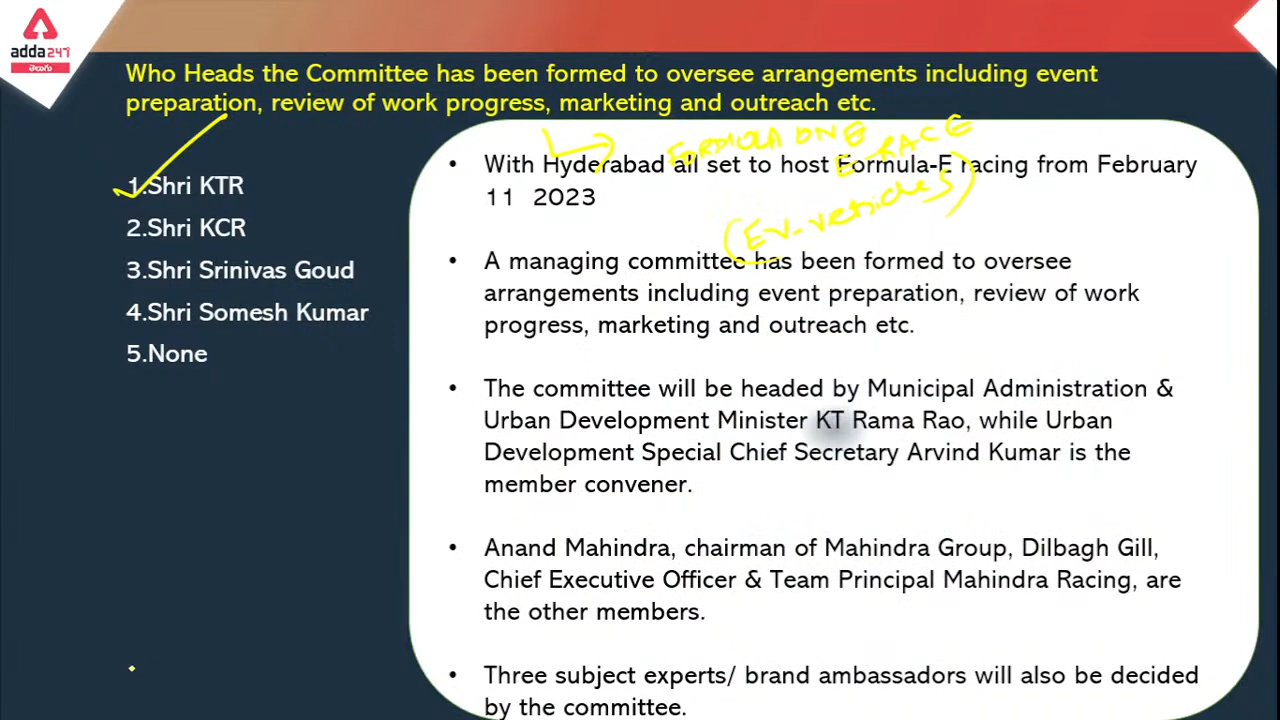 adda247
తెలుగు
Who Heads the Committee has been formed to oversee arrangements including event
preparation, review of work progress, marketing and outreach etc.
1.Shri KTR
2.Shri KCR
3.Shri Srinivas Goud
4.Shri Somesh Kumar
5.None
FORMULA ONE
E RACE
(EV-vehicles)
• With Hyderabad all set to host Formula-E racing from February
11 2023
• A managing committee has been formed to oversee
arrangements including event preparation, review of work
progress, marketing and outreach etc.
• The committee will be headed by Municipal Administration &
Urban Development Minister KT Rama Rao, while Urban
Development Special Chief Secretary Arvind Kumar is the
member convener.
• Anand Mahindra, chairman of Mahindra Group, Dilbagh Gill,
Chief Executive Officer & Team Principal Mahindra Racing, are
the other members.
• Three subject experts/ brand ambassadors will also be decided
by the committee.